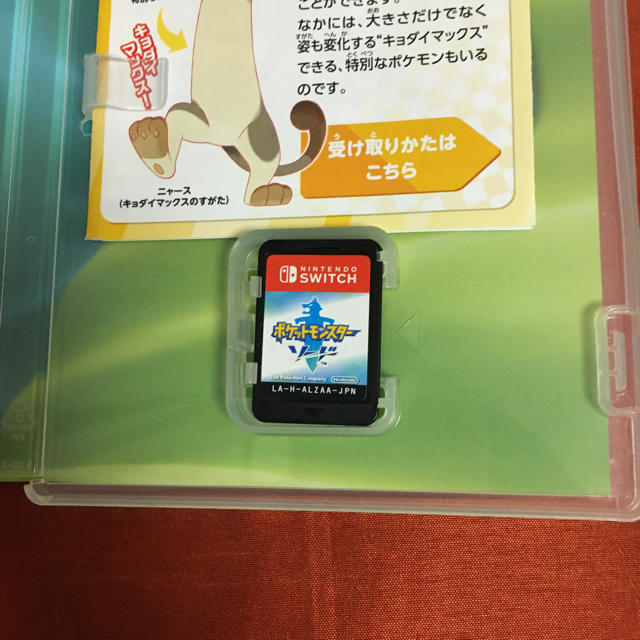 ことができます。
なかには、大きさだけでなく
姿も変化する“キョダイマックス”
できる、特別なポケモンもいる
のです。
キョダイ
マックス!
受け取りかたは
こちら
ニャース
(キョダイマックスのすがた)
NINTENDO
SWITCH
ポケットモンスター
ソード
TM
The Pokémon Company
Nintendo
LA-H-ALZAA-JPN